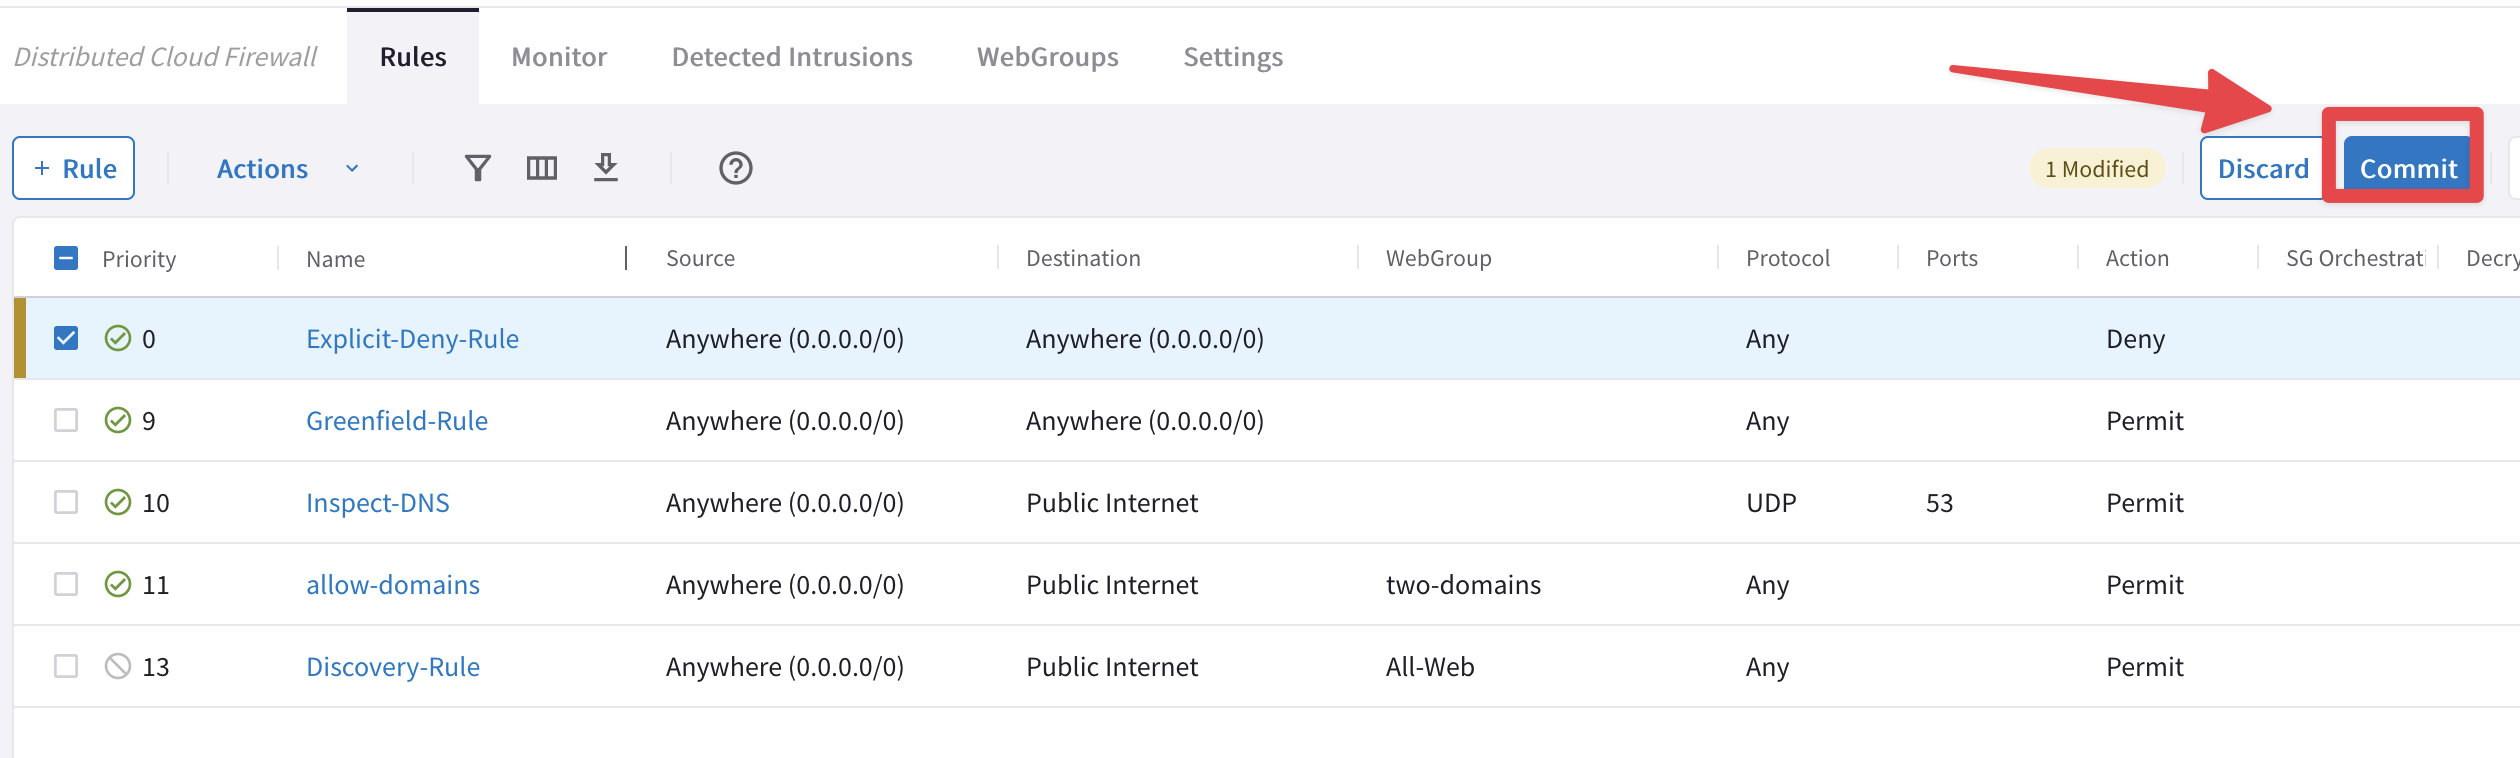 Distributed Cloud Firewall Rules Monitor Detected Intrusions WebGroups Settings
+ Rule Actions 1 Modified Discard Commit
Priority Name Source Destination WebGroup Protocol Ports Action SG Orchestrati Decry
0 Explicit-Deny-Rule Anywhere (0.0.0.0/0) Anywhere (0.0.0.0/0) Any Deny
9 Greenfield-Rule Anywhere (0.0.0.0/0) Anywhere (0.0.0.0/0) Any Permit
10 Inspect-DNS Anywhere (0.0.0.0/0) Public Internet UDP 53 Permit
11 allow-domains Anywhere (0.0.0.0/0) Public Internet two-domains Any Permit
13 Discovery-Rule Anywhere (0.0.0.0/0) Public Internet All-Web Any Permit